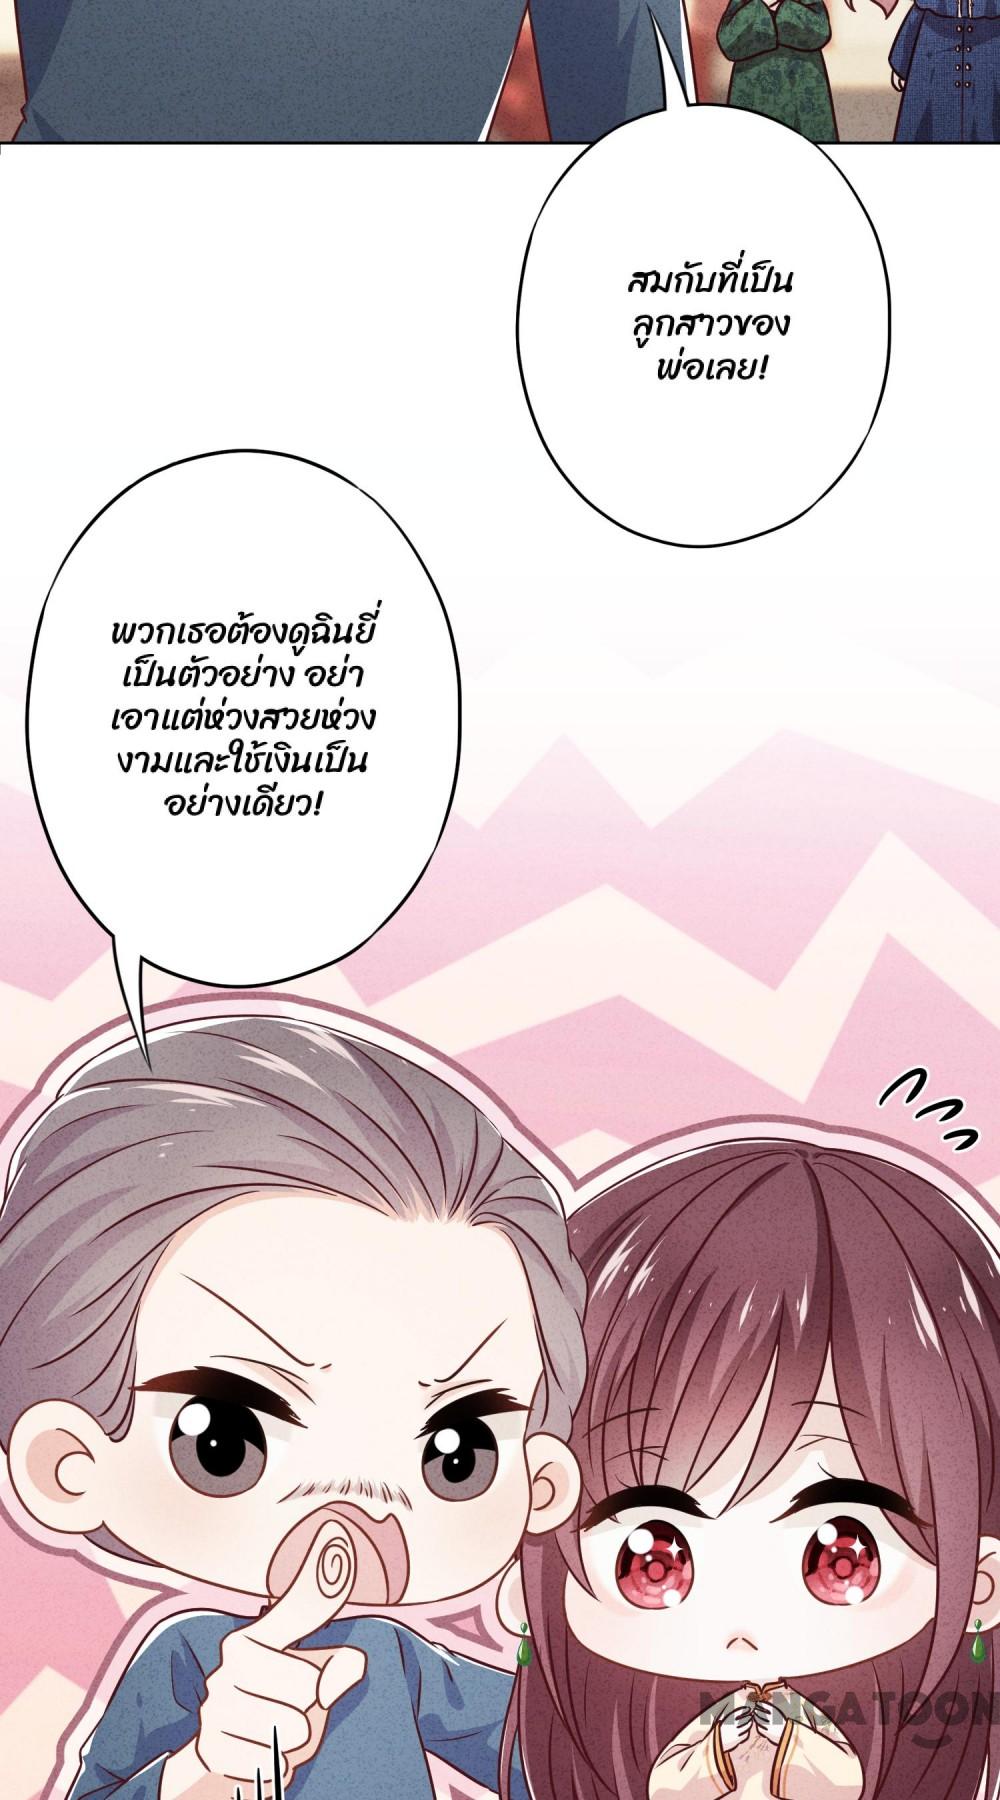 สมกับที่เป็น
ลูกสาวของ
พ่อเลย!
พวกเธอต้องดูฉินยี่
เป็นตัวอย่าง อย่า
เอาแต่ห่วงสวยห่วง
งามและใช้เงินเป็น
อย่างเดียว!
MANGATOON